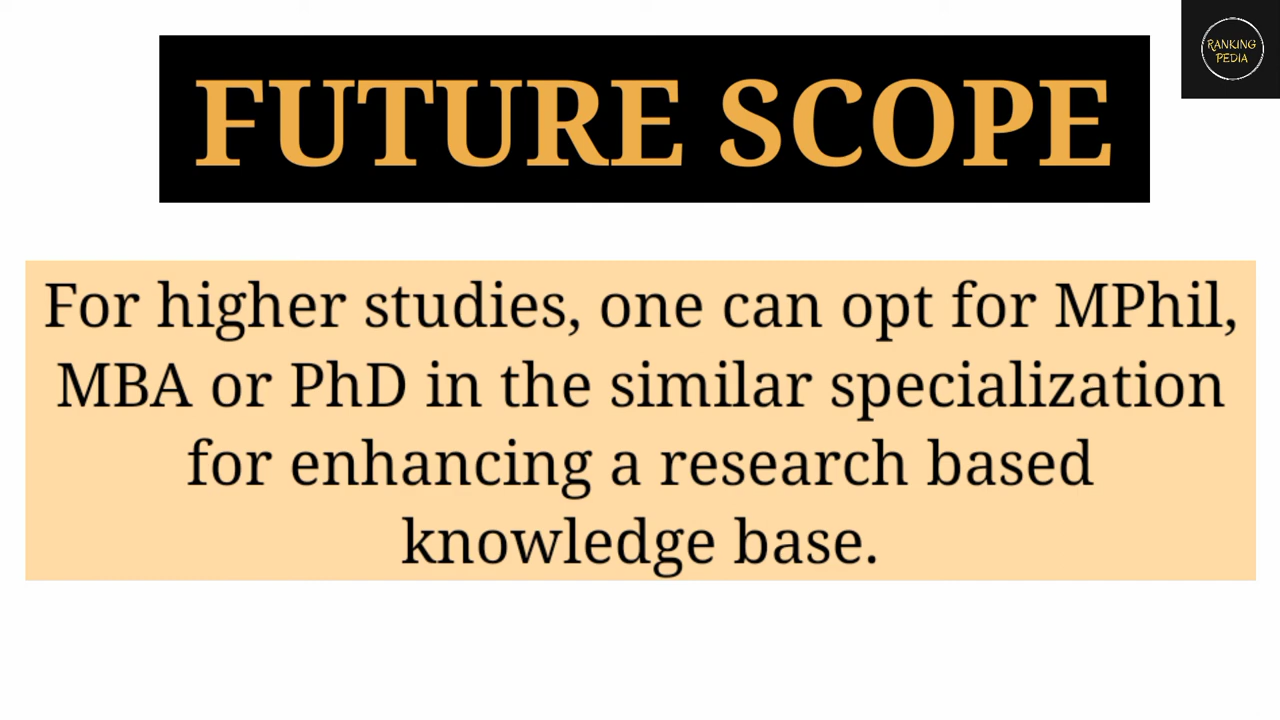 RANKING
PEDIA
FUTURE SCOPE
For higher studies, one can opt for MPhil,
MBA or PhD in the similar specialization
for enhancing a research based
knowledge base.